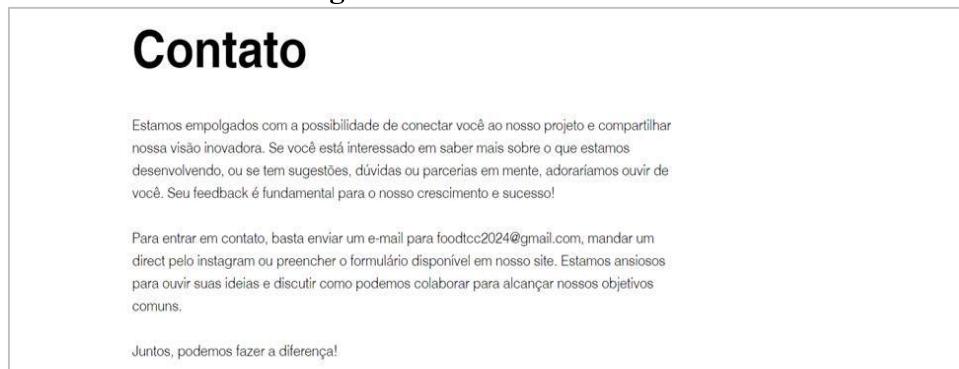 Contato
Estamos empolgados com a possibilidade de conectar você ao nosso projeto e compartilhar
nossa visão inovadora. Se você está interessado em saber mais sobre o que estamos
desenvolvendo, ou se tem sugestões, dúvidas ou parcerias em mente, adoraríamos ouvir de
você. Seu feedback é fundamental para o nosso crescimento e sucesso!
Para entrar em contato, basta enviar um e-mail para foodtcc2024@gmail.com, mandar um
direct pelo instagram ou preencher o formulário disponível em nosso site. Estamos ansiosos
para ouvir suas ideias e discutir como podemos colaborar para alcançar nossos objetivos
comuns.
Juntos, podemos fazer a diferença!